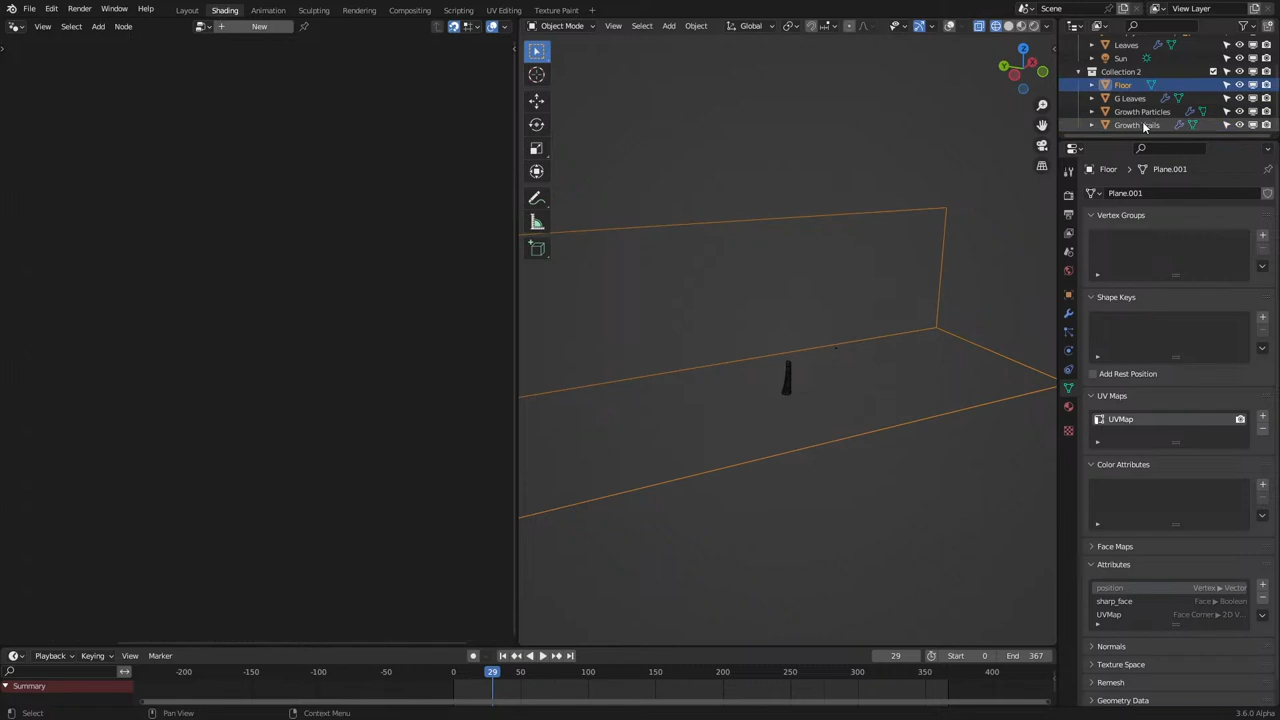 File Edit Render Window Help Layout Shading Animation Sculpting Rendering Compositing Scripting UV Editing Texture Paint + Scene View Layer
View Select Add Node New Object Mode View Select Add Object Global
Leaves
Sun
Collection 2
Floor
G Leaves
Growth Particles
Floor > Plane.001
Plane.001
Vertex Groups
Shape Keys
Add Rest Position
UV Maps
UVMap
Color Attributes
Face Maps
Attributes
position Vertex ▶ Vector
sharp_face Face ▶ Boolean
UVMap Face Corner ▶ 2D V...
Normals
Texture Space
Remesh
Geometry Data
X
Y
Z
Playback Keying View Marker 29 Start 0 End 367
-200 -150 -100 -50 0 29 50 100 150 200 250 300 350 400
Summary
Select Pan View Context Menu 3.6.0 Alpha